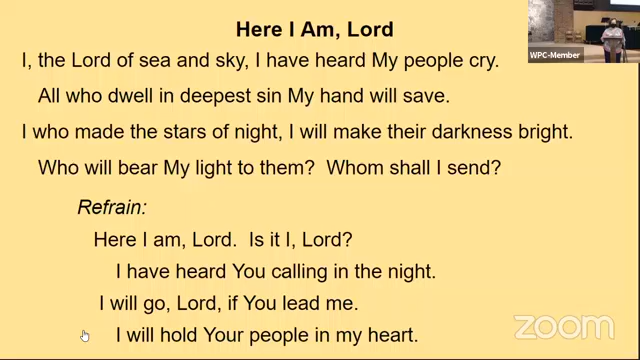 Here I Am, Lord
I, the Lord of sea and sky, I have heard My people cry.
All who dwell in deepest sin My hand will save.
I who made the stars of night, I will make their darkness bright.
Who will bear My light to them?  Whom shall I send?
Refrain:
Here I am, Lord.  Is it I, Lord?
I have heard You calling in the night.
I will go, Lord, if You lead me.
I will hold Your people in my heart.
WPC-Member
zoom